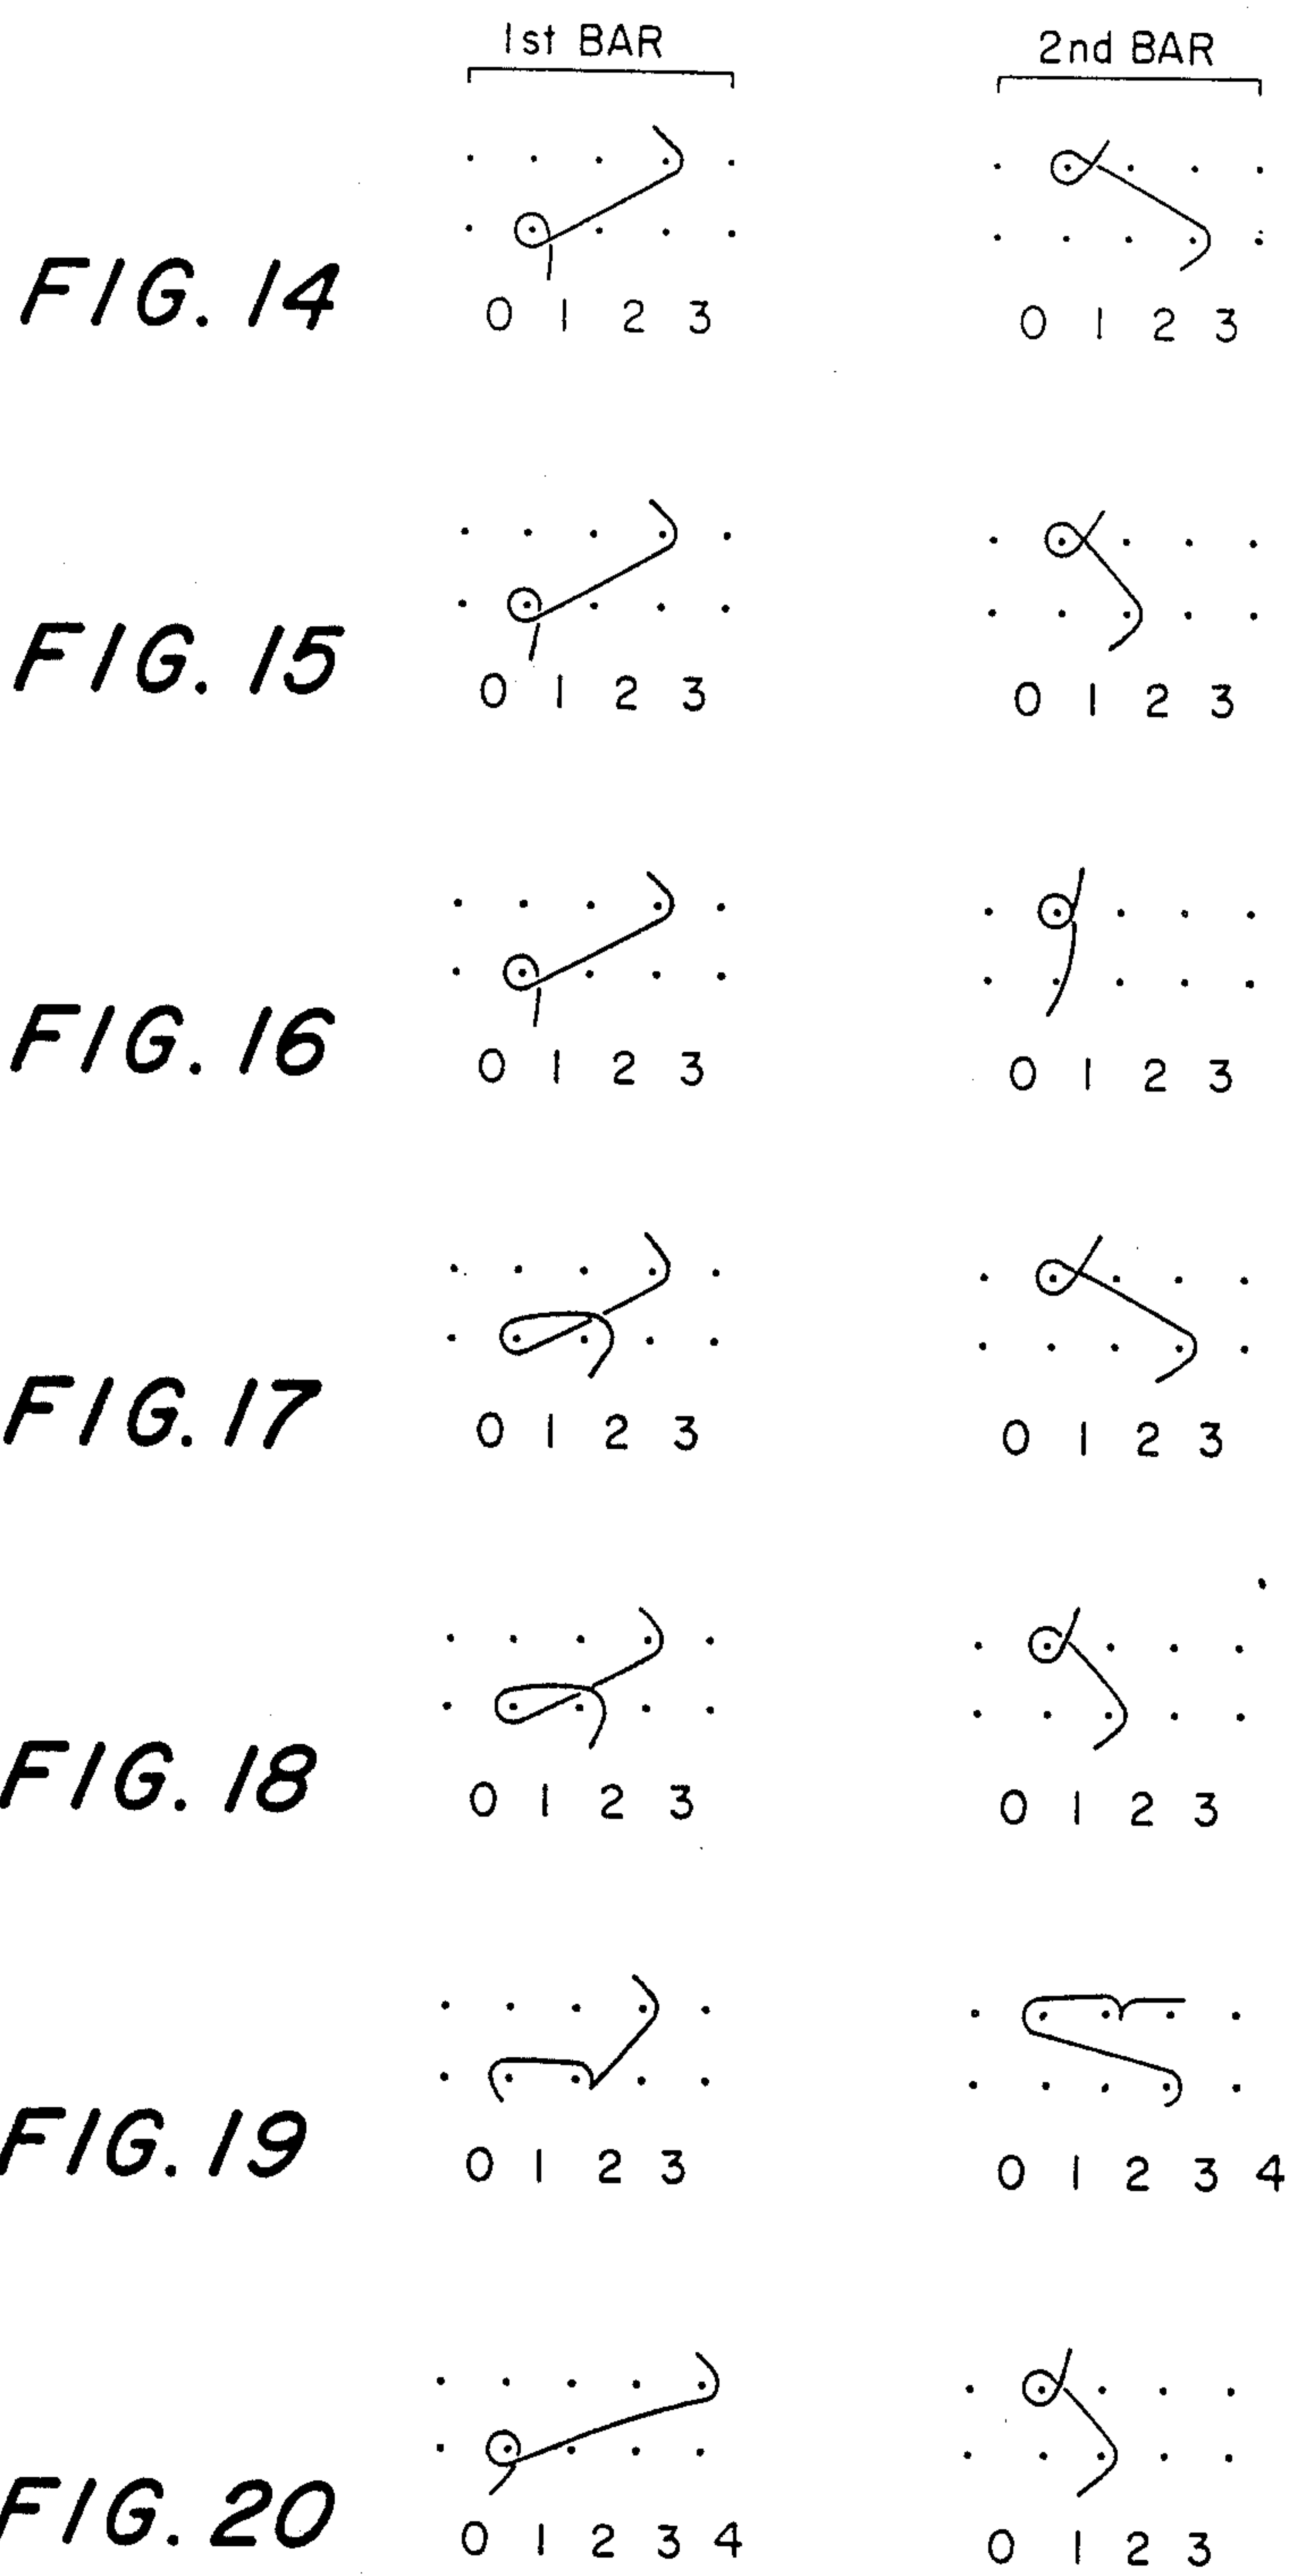 1st BAR 2nd BAR
FIG. 14
0 1 2 3 0 1 2 3
FIG. 15
0 1 2 3 0 1 2 3
FIG. 16
0 1 2 3 0 1 2 3
FIG. 17
0 1 2 3 0 1 2 3
FIG. 18
0 1 2 3 0 1 2 3
FIG. 19
0 1 2 3 0 1 2 3 4
FIG. 20
0 1 2 3 4 0 1 2 3